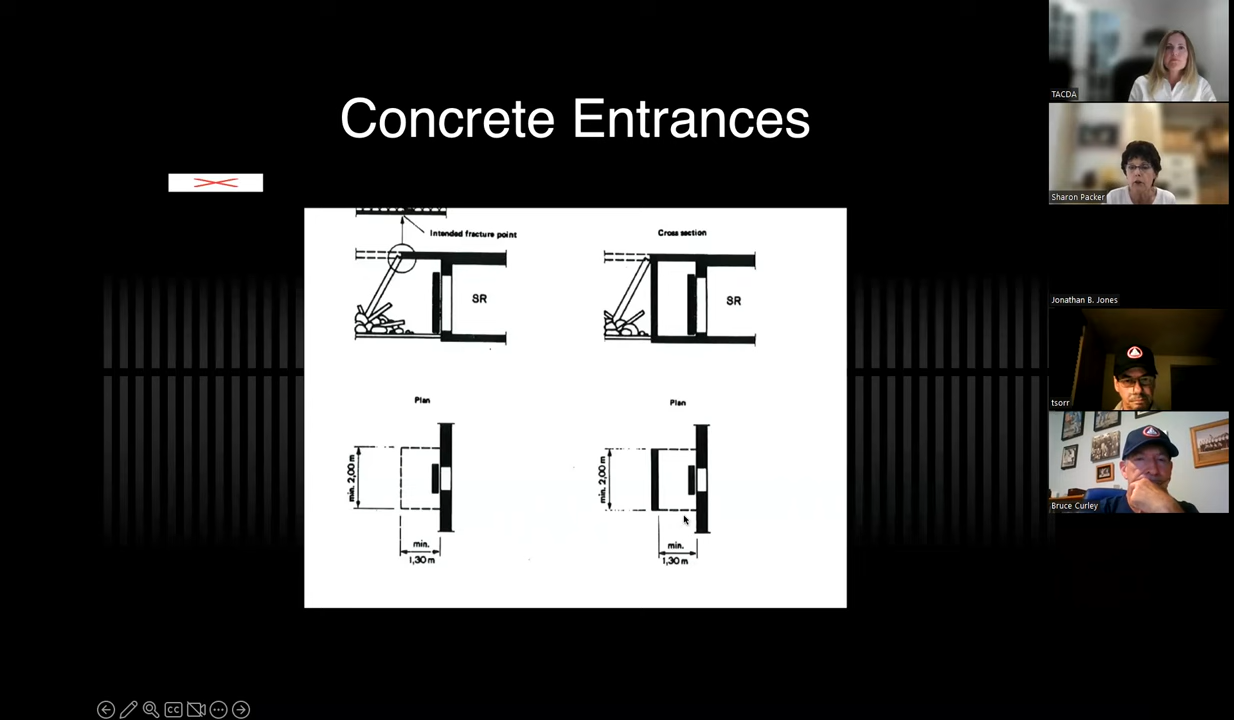 Concrete Entrances
Intended fracture point
Cross section
SR
SR
Plan
Plan
min. 2,00 m
min. 2,00 m
min.
1,30 m
min.
1,30 m
TACDA
Sharon Packer
Jonathan B. Jones
tsorr
Bruce Curley
CC